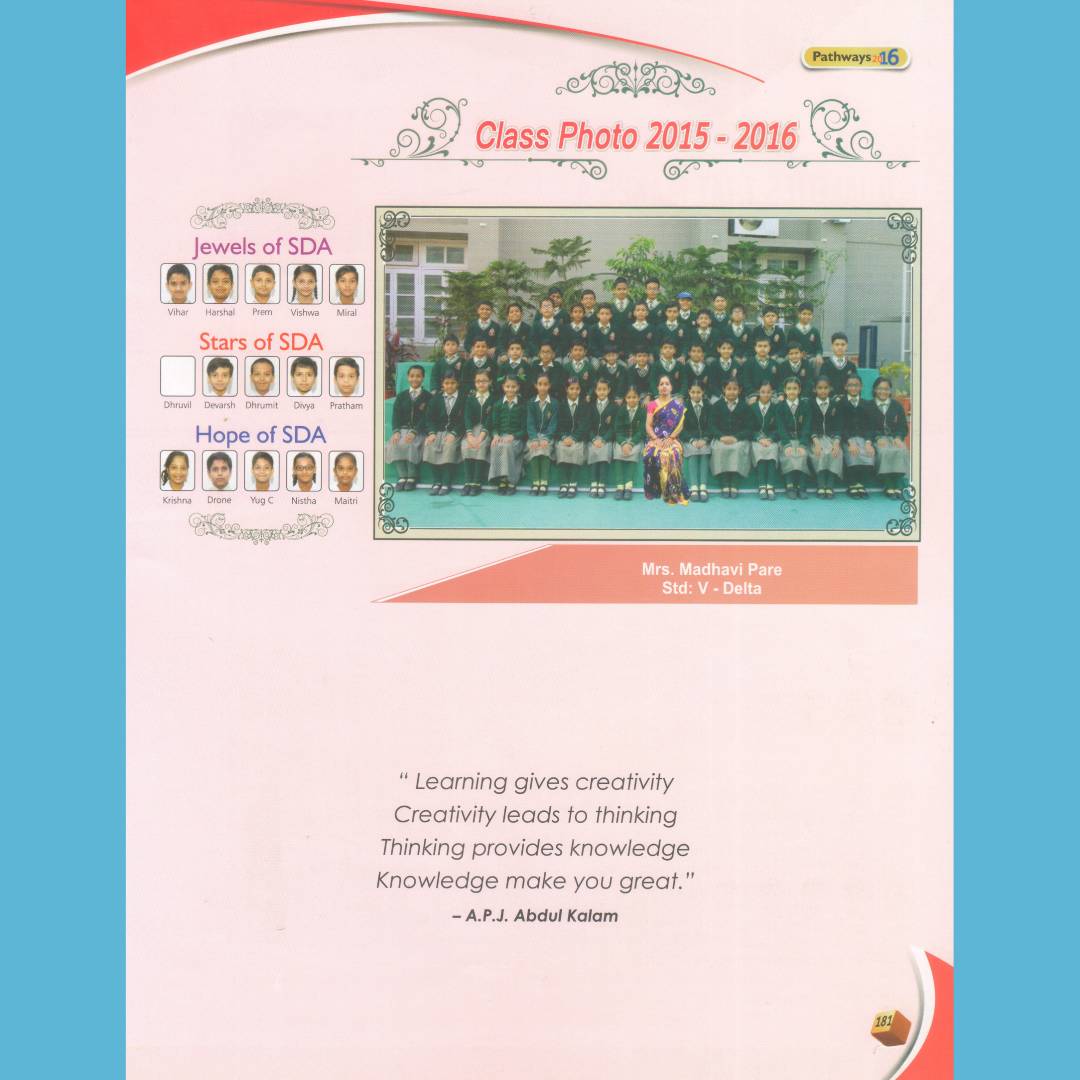 Pathways 2016
Class Photo 2015 - 2016
Jewels of SDA
Vihar Harshal Prem Vishwa Miral
Stars of SDA
Dhruvil Devarsh Dhrumit Divya Pratham
Hope of SDA
Krishna Drone Yug C Nistha Maitri
Mrs. Madhavi Pare
Std: V - Delta
“ Learning gives creativity
Creativity leads to thinking
Thinking provides knowledge
Knowledge make you great.”
– A.P.J. Abdul Kalam
181